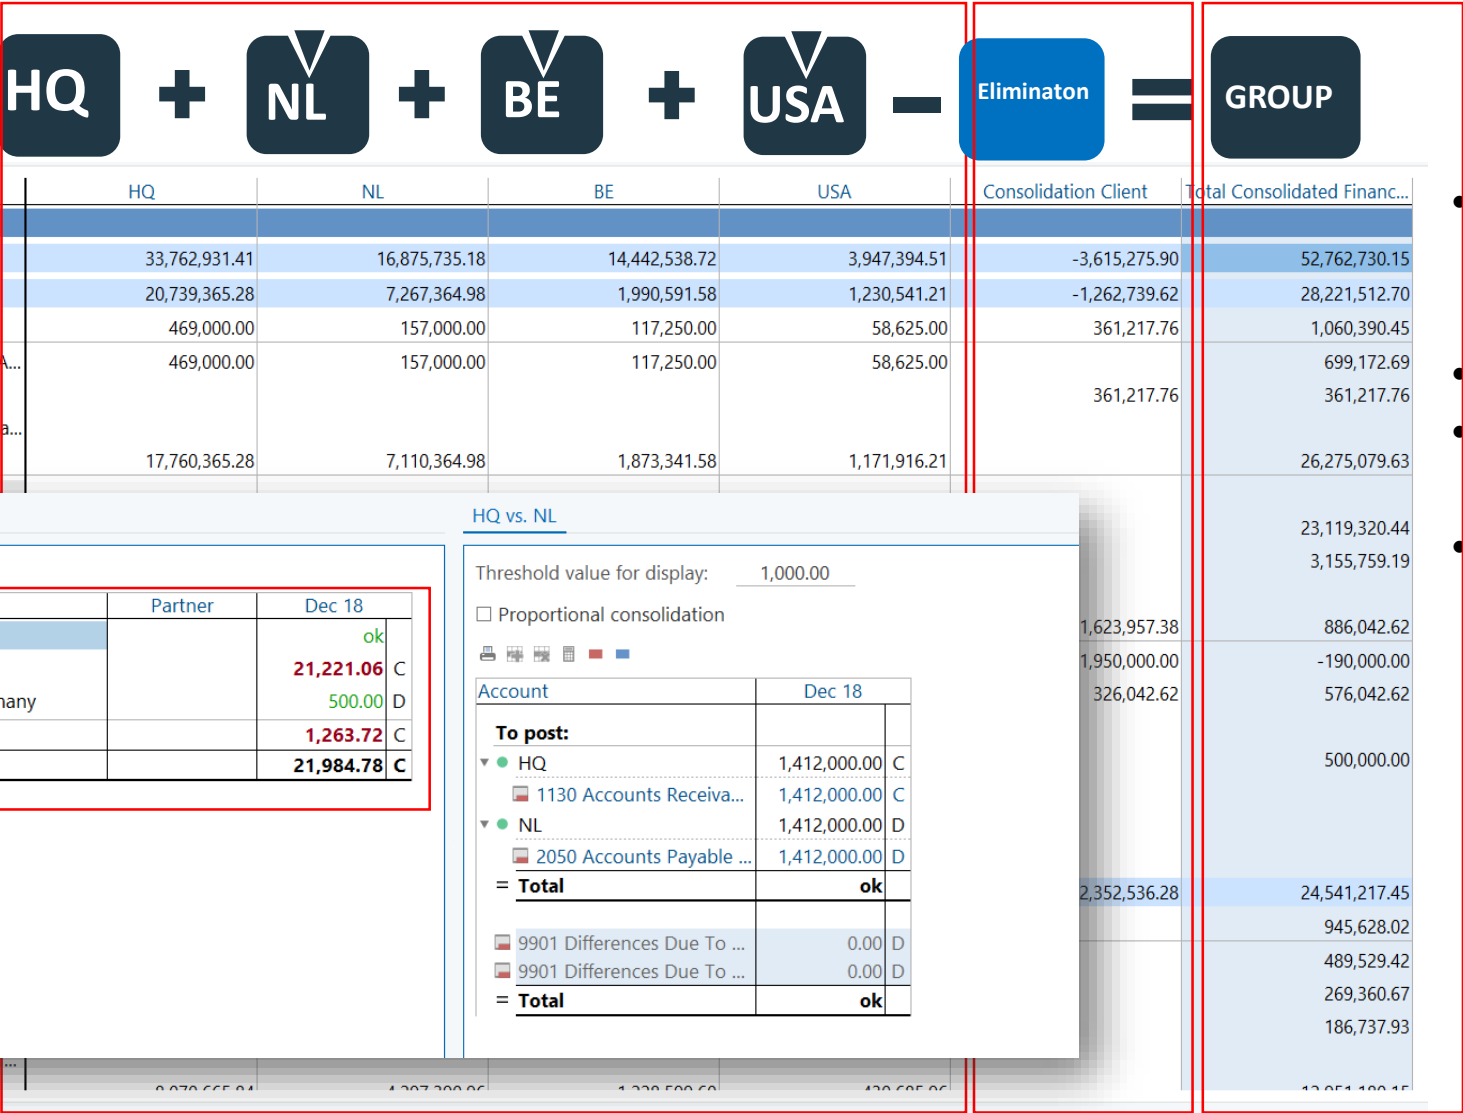 HQ + NL + BE + USA − Eliminaton = GROUP
HQ NL BE USA Consolidation Client Total Consolidated Financ...
33,762,931.41 16,875,735.18 14,442,538.72 3,947,394.51 -3,615,275.90 52,762,730.15
20,739,365.28 7,267,364.98 1,990,591.58 1,230,541.21 -1,262,739.62 28,221,512.70
469,000.00 157,000.00 117,250.00 58,625.00 361,217.76 1,060,390.45
A... 469,000.00 157,000.00 117,250.00 58,625.00 699,172.69
361,217.76 361,217.76
a...
17,760,365.28 7,110,364.98 1,873,341.58 1,171,916.21 26,275,079.63
23,119,320.44
3,155,759.19
1,623,957.38 886,042.62
1,950,000.00 -190,000.00
326,042.62 576,042.62
500,000.00
2,352,536.28 24,541,217.45
945,628.02
489,529.42
269,360.67
186,737.93
Partner Dec 18
ok
21,221.06 C
many 500.00 D
1,263.72 C
21,984.78 C
HQ vs. NL
Threshold value for display: 1,000.00
Proportional consolidation
Account Dec 18
To post:
HQ 1,412,000.00 C
1130 Accounts Receiva... 1,412,000.00 C
NL 1,412,000.00 D
2050 Accounts Payable ... 1,412,000.00 D
= Total ok
9901 Differences Due To ... 0.00 D
9901 Differences Due To ... 0.00 D
= Total ok
...